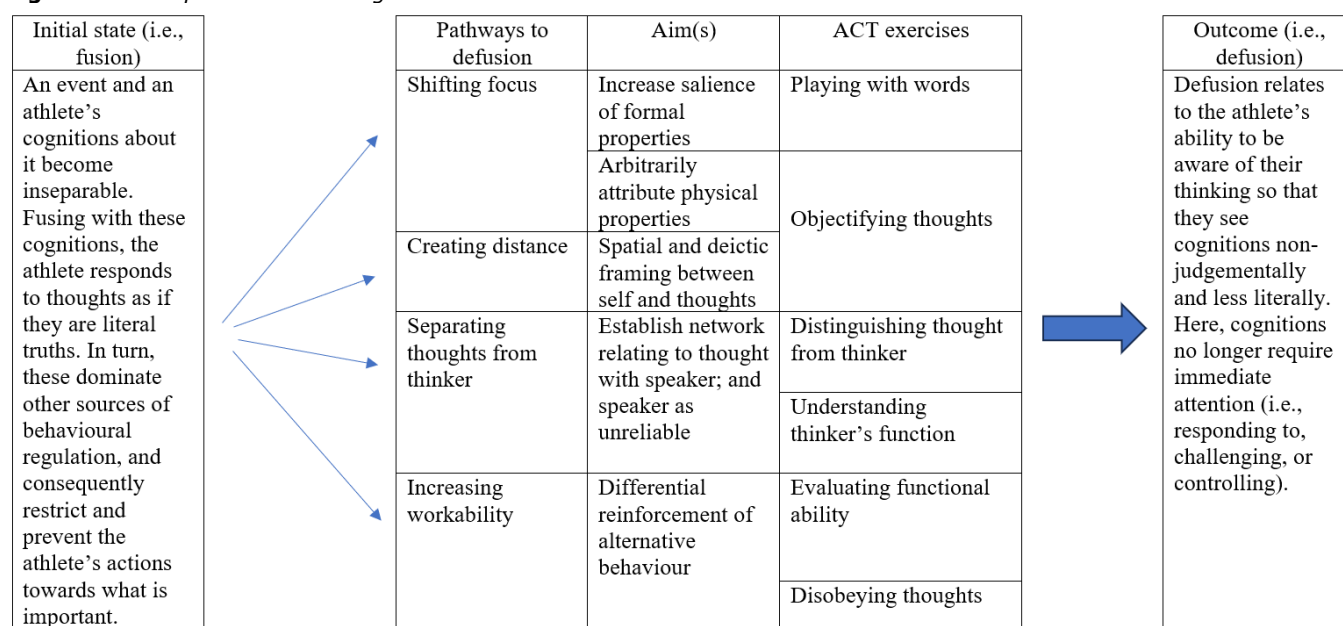 Initial state (i.e.,
fusion)
An event and an
athlete's
cognitions about
it become
inseparable.
Fusing with these
cognitions, the
athlete responds
to thoughts as if
they are literal
truths. In turn,
these dominate
other sources of
behavioural
regulation, and
consequently
restrict and
prevent the
athlete's actions
towards what is
important.
Pathways to
defusion
Aim(s)
ACT exercises
Shifting focus
Increase salience
of formal
properties
Playing with words
Arbitrarily
attribute physical
properties
Objectifying thoughts
Creating distance
Spatial and deictic
framing between
self and thoughts
Separating
thoughts from
thinker
Establish network
relating to thought
with speaker; and
speaker as
unreliable
Distinguishing thought
from thinker
Understanding
thinker's function
Increasing
workability
Differential
reinforcement of
alternative
behaviour
Evaluating functional
ability
Disobeying thoughts
Outcome (i.e.,
defusion)
Defusion relates
to the athlete's
ability to be
aware of their
thinking so that
they see
cognitions non-
judgementally
and less literally.
Here, cognitions
no longer require
immediate
attention (i.e.,
responding to,
challenging, or
controlling).